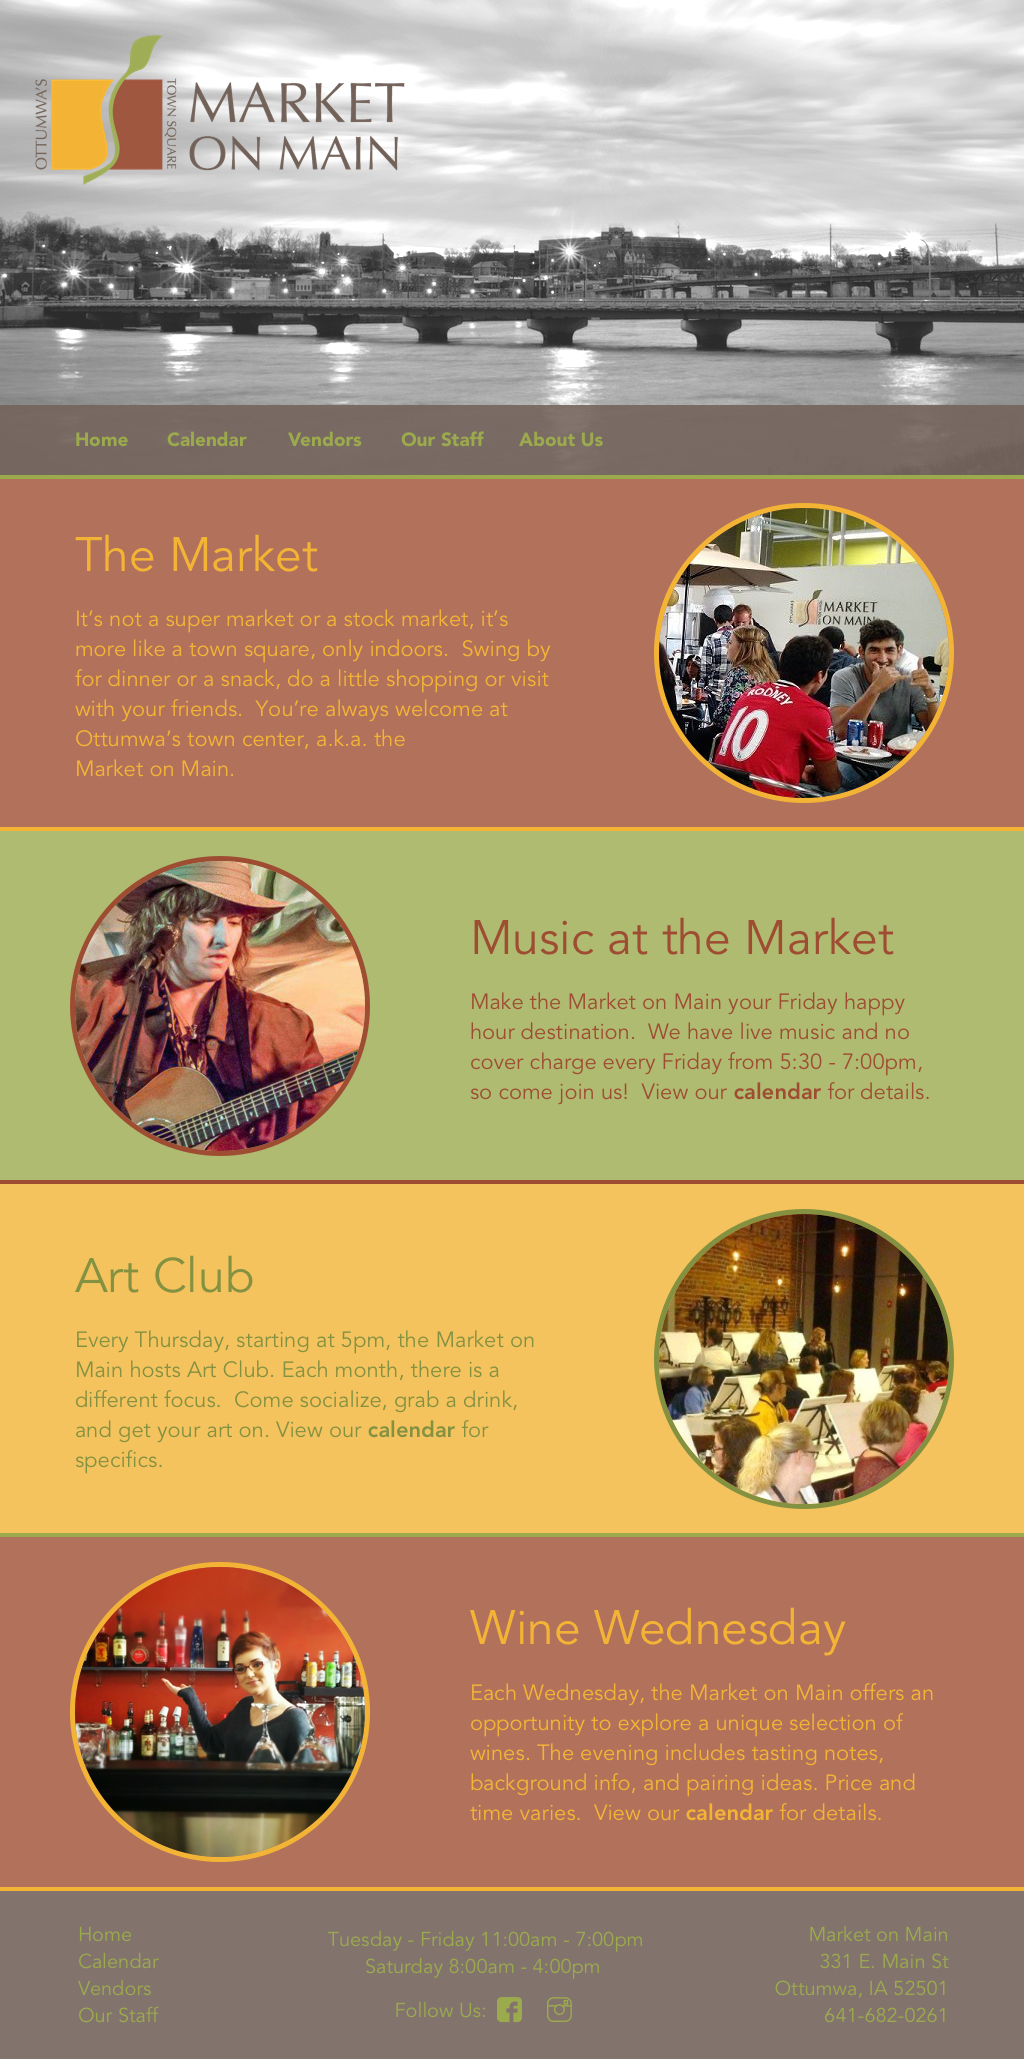 OTTUMWA'S
TOWN SQUARE
MARKET
ON MAIN
Home Calendar Vendors Our Staff About Us
The Market
It’s not a super market or a stock market, it’s
more like a town square, only indoors.  Swing by
for dinner or a snack, do a little shopping or visit
with your friends.  You’re always welcome at
Ottumwa’s town center, a.k.a. the
Market on Main.
MARKET
ON MAIN
RODNEY
10
Music at the Market
Make the Market on Main your Friday happy
hour destination.  We have live music and no
cover charge every Friday from 5:30 - 7:00pm,
so come join us!  View our calendar for details.
Art Club
Every Thursday, starting at 5pm, the Market on
Main hosts Art Club. Each month, there is a
different focus.  Come socialize, grab a drink,
and get your art on. View our calendar for
specifics.
Wine Wednesday
Each Wednesday, the Market on Main offers an
opportunity to explore a unique selection of
wines. The evening includes tasting notes,
background info, and pairing ideas. Price and
time varies.  View our calendar for details.
Home
Calendar
Vendors
Our Staff
Tuesday - Friday 11:00am - 7:00pm
Saturday 8:00am - 4:00pm
Follow Us:
Market on Main
331 E. Main St
Ottumwa, IA 52501
641-682-0261